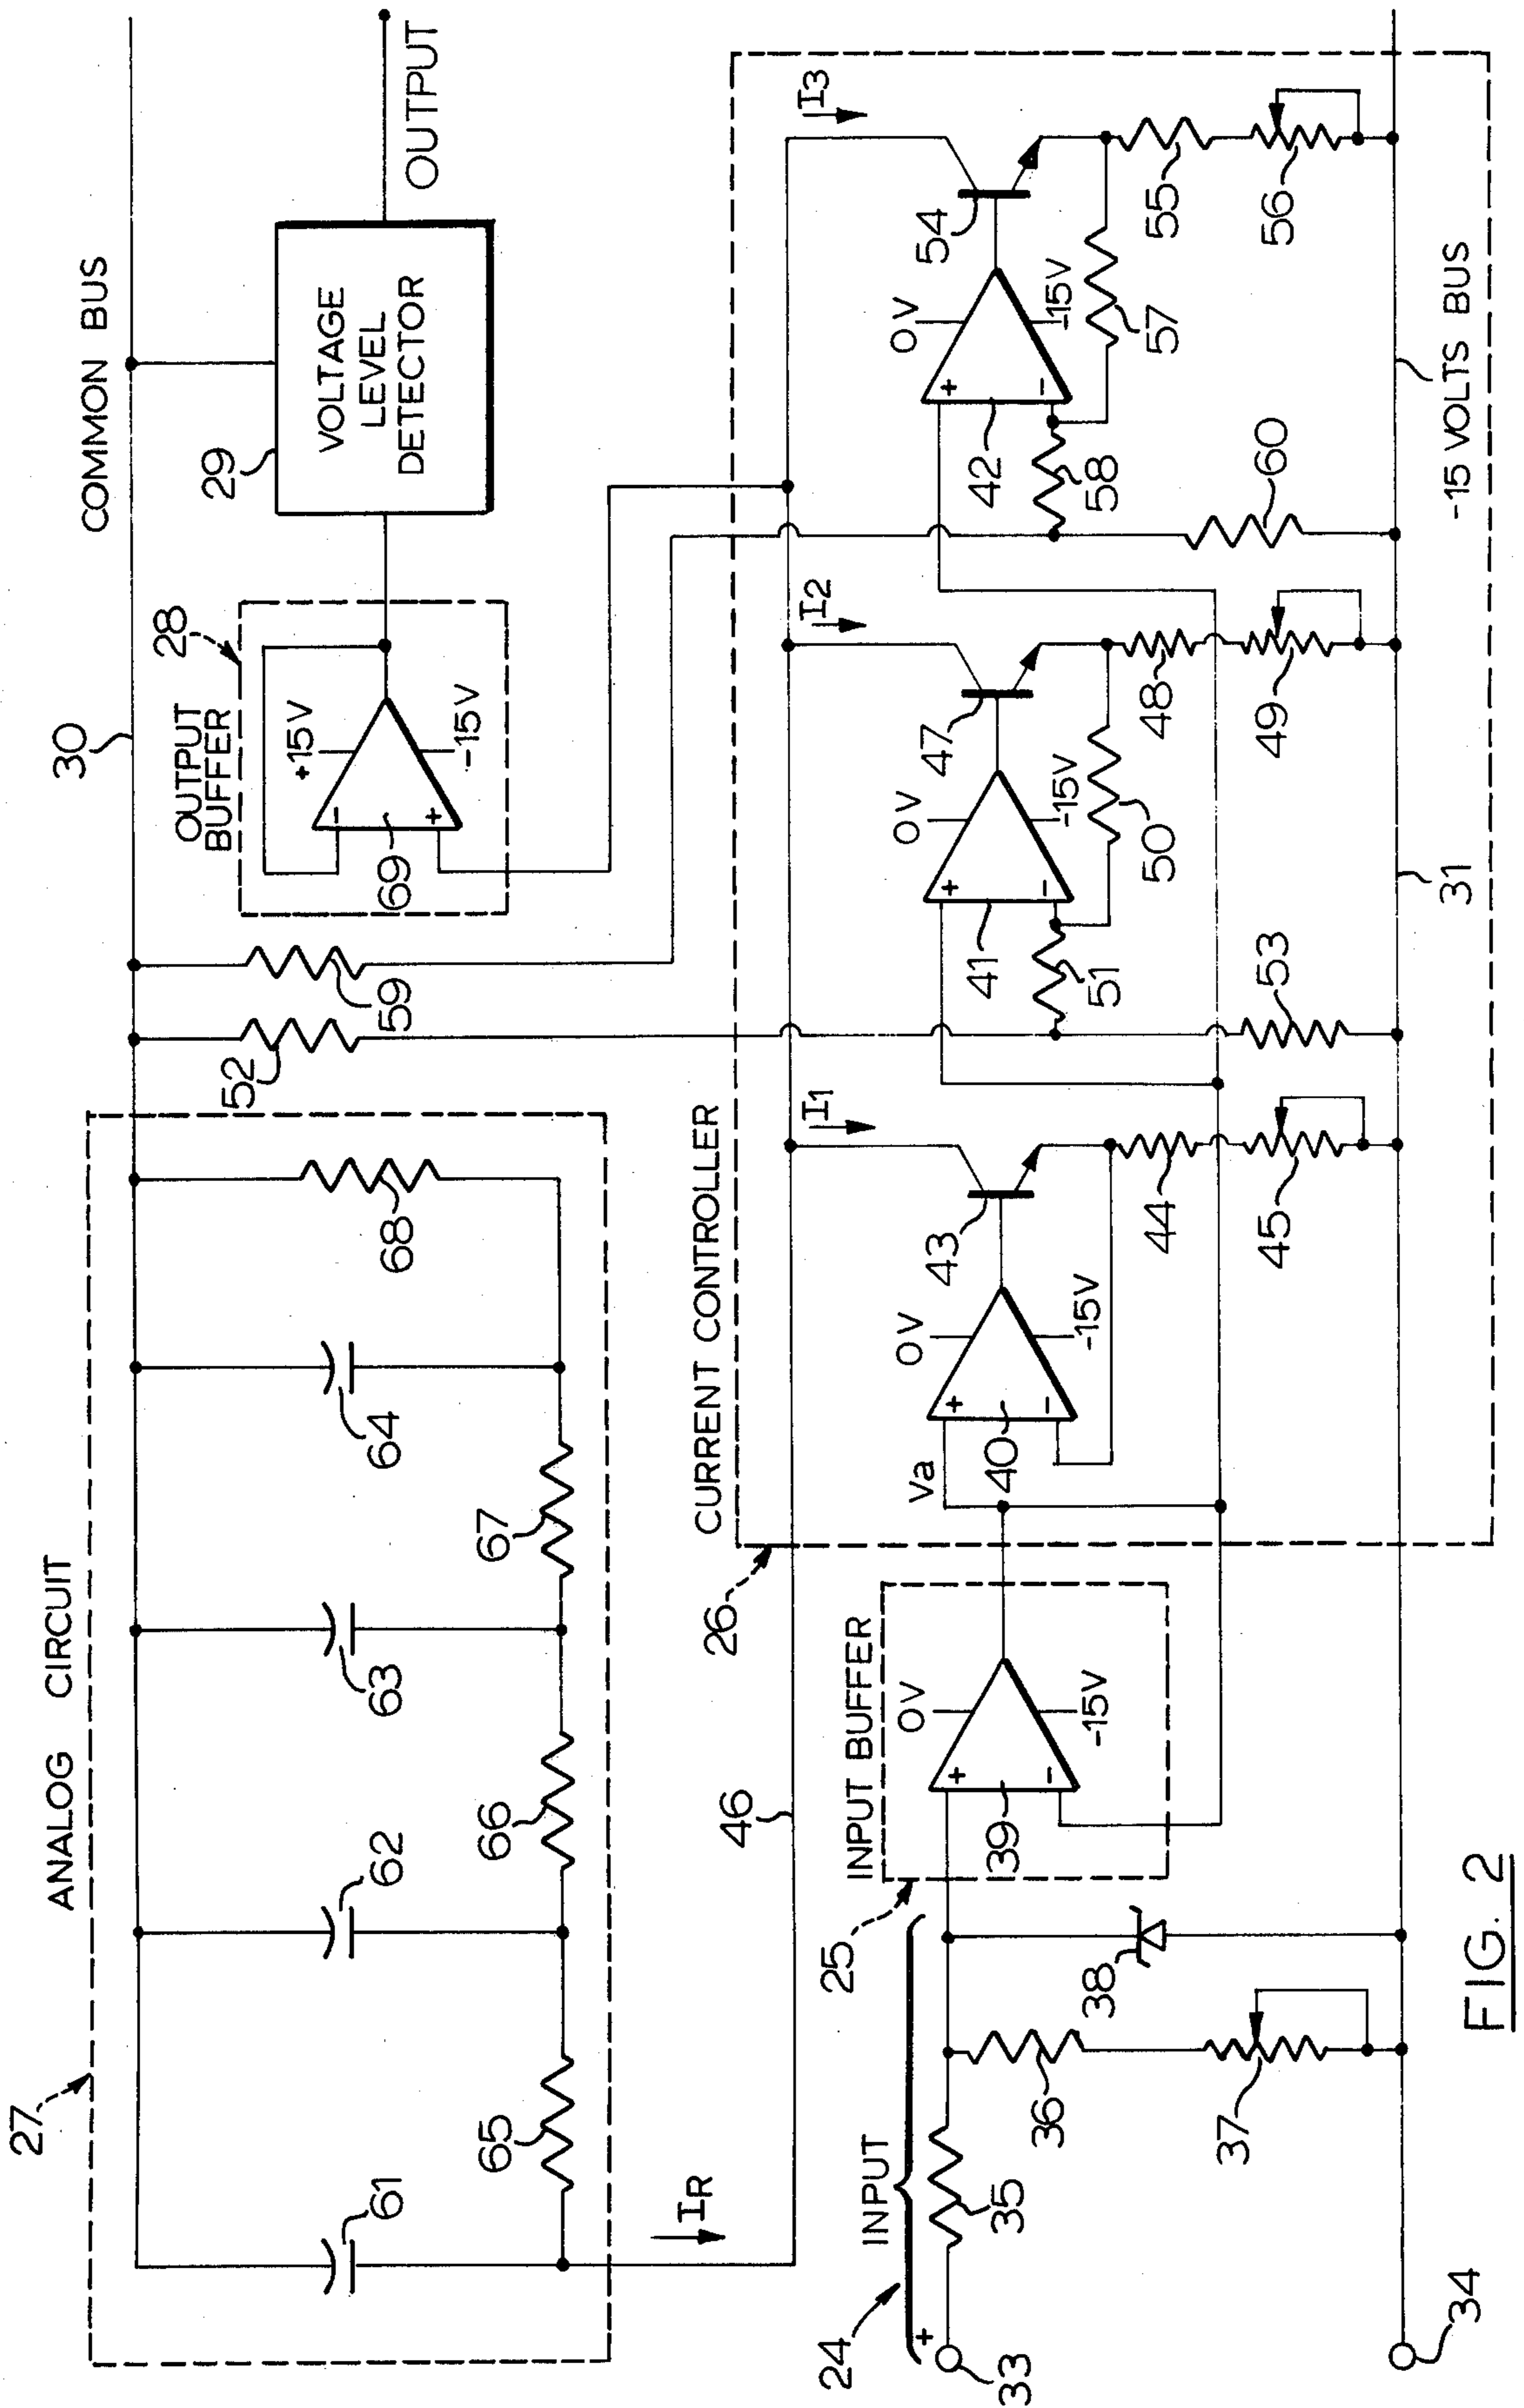 27
ANALOG CIRCUIT
30
COMMON BUS
61
62
63
64
65
66
67
68
52
59
OUTPUT
BUFFER
28
+15V
-15V
-
+
69
29
VOLTAGE
LEVEL
DETECTOR
OUTPUT
IR
46
CURRENT CONTROLLER
26
I1
I2
I3
24
INPUT
+
33
34
35
36
37
38
25
INPUT BUFFER
0V
+
-
39
-15V
Va
0V
+
-
40
-15V
43
44
45
0V
+
-
41
-15V
47
48
49
50
51
53
0V
+
-
42
-15V
54
55
56
57
58
60
31
-15 VOLTS BUS
FIG. 2